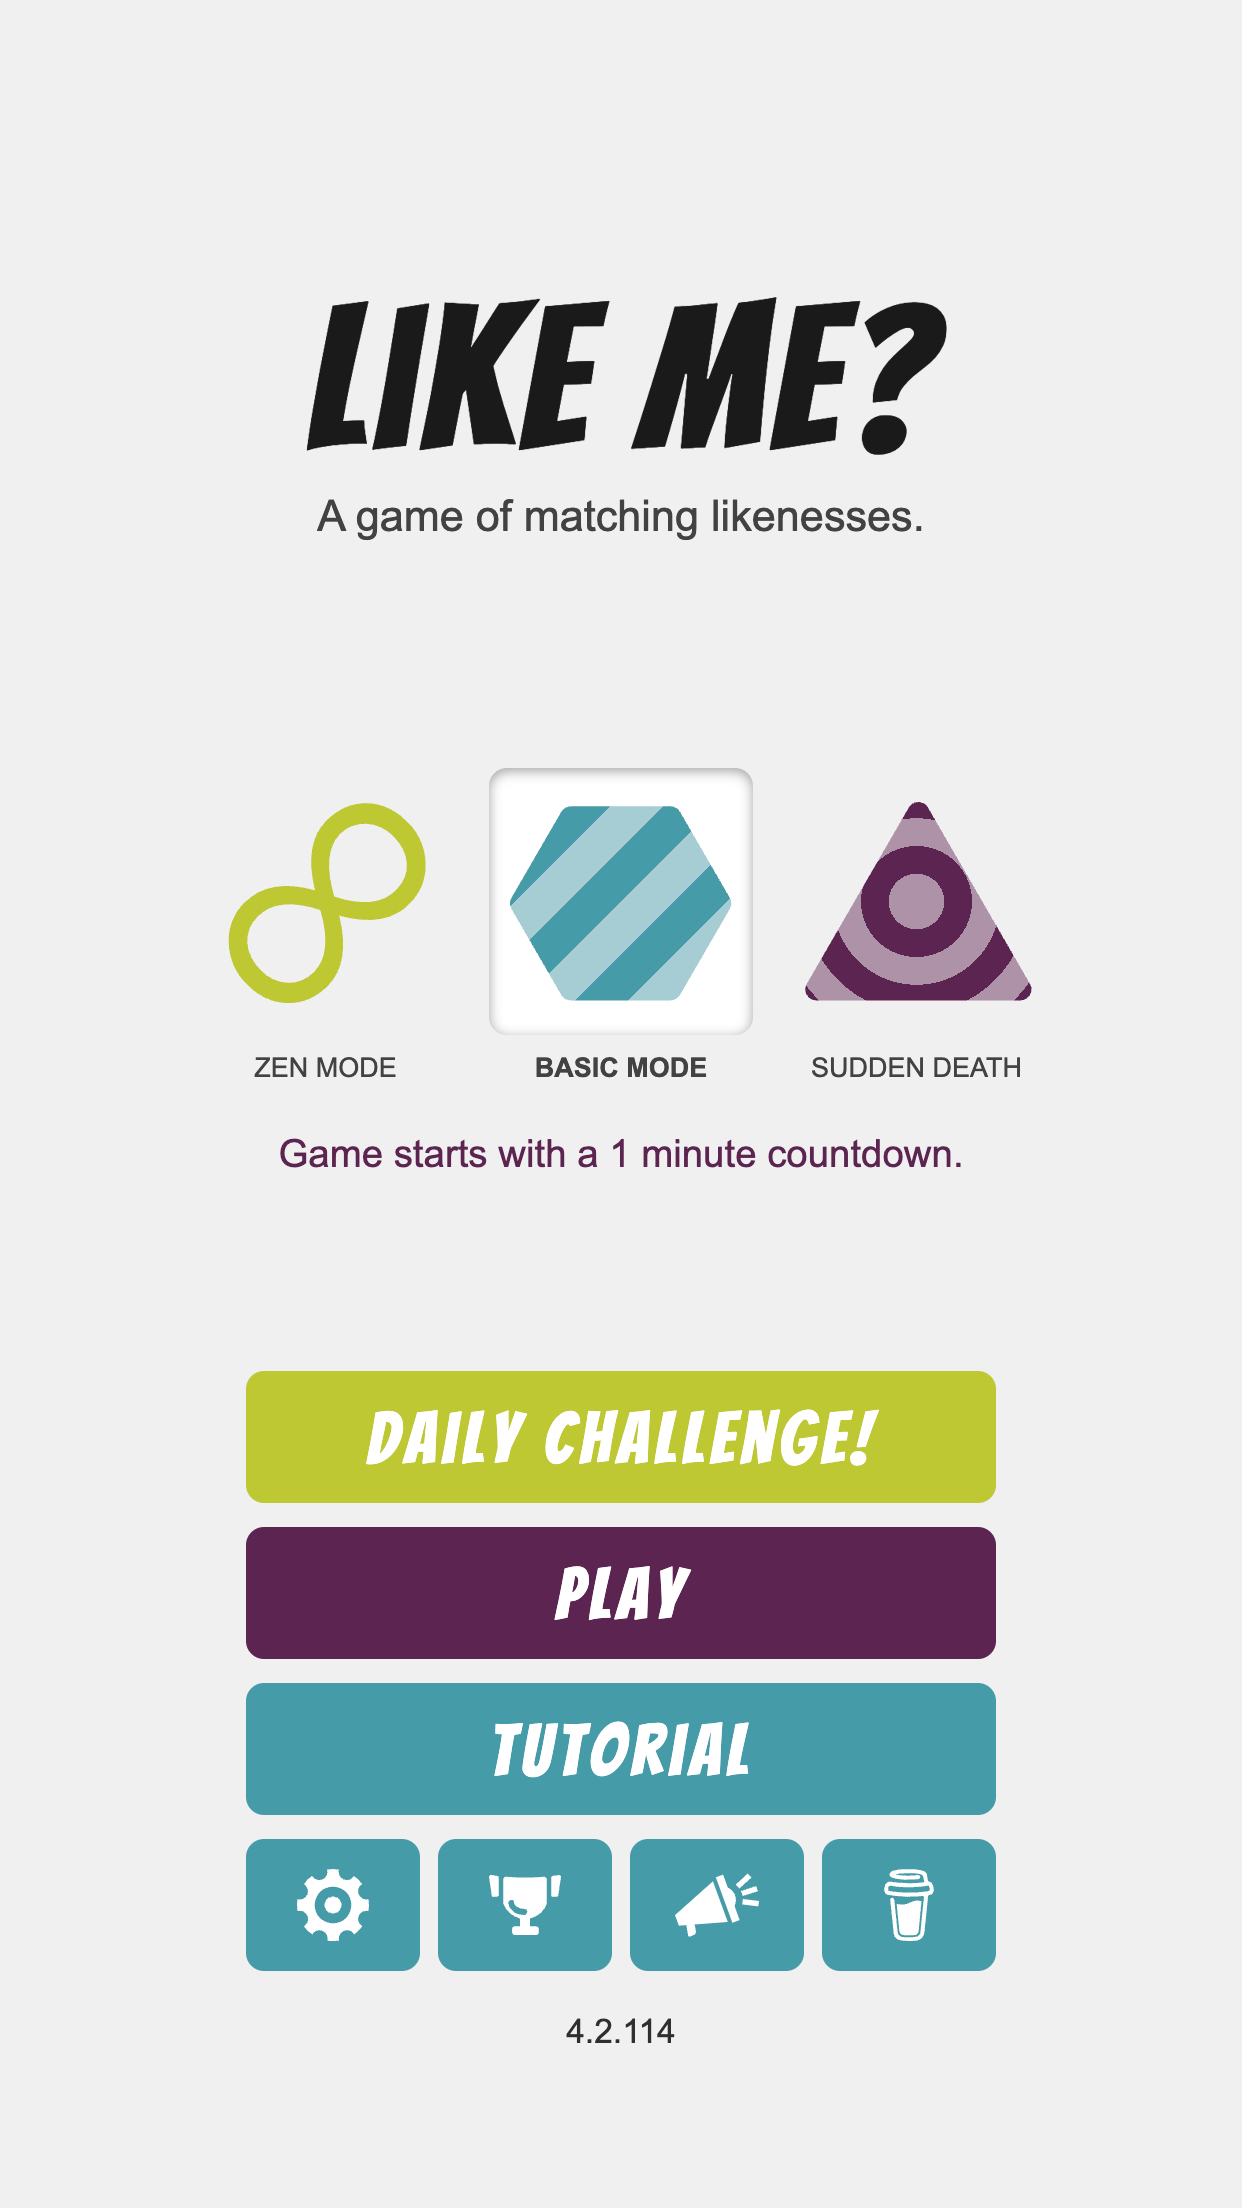 LIKE ME?
A game of matching likenesses.
ZEN MODE
BASIC MODE
SUDDEN DEATH
Game starts with a 1 minute countdown.
DAILY CHALLENGE!
PLAY
TUTORIAL
4.2.114